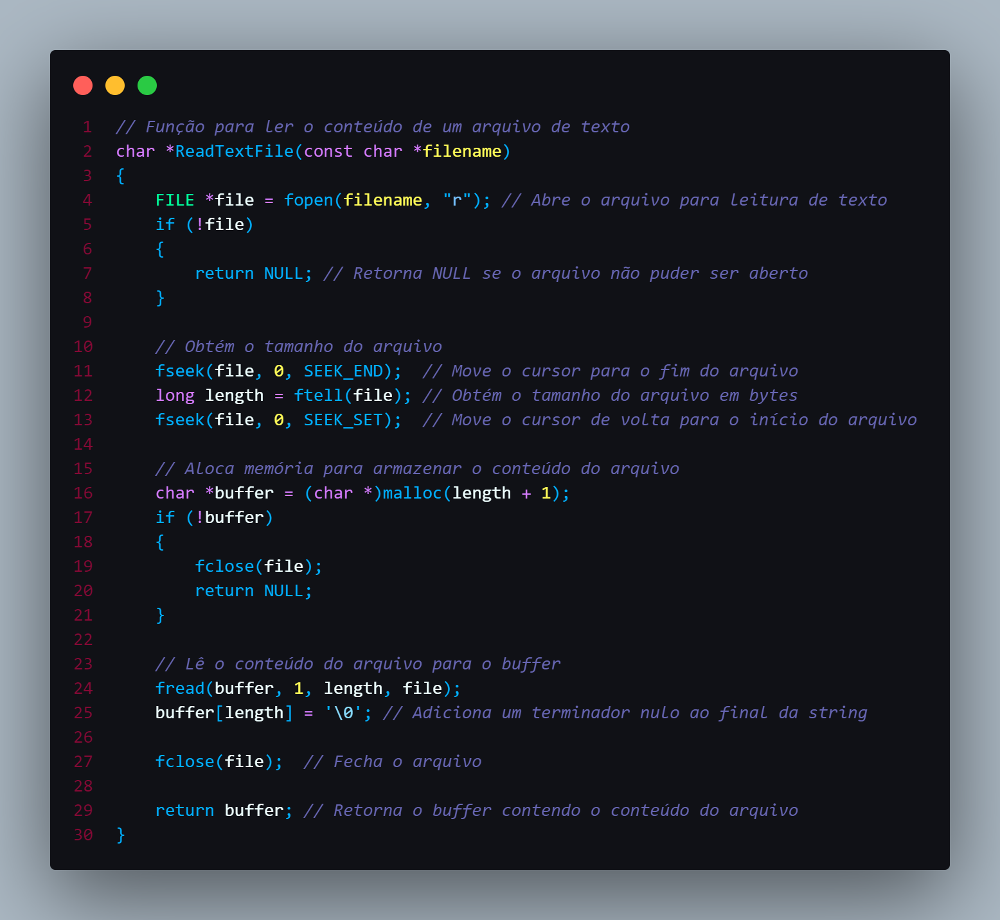 1 // Função para ler o conteúdo de um arquivo de texto
2 char *ReadTextFile(const char *filename)
3 {
4     FILE *file = fopen(filename, "r"); // Abre o arquivo para leitura de texto
5     if (!file)
6     {
7         return NULL; // Retorna NULL se o arquivo não puder ser aberto
8     }
9
10     // Obtém o tamanho do arquivo
11     fseek(file, 0, SEEK_END);  // Move o cursor para o fim do arquivo
12     long length = ftell(file); // Obtém o tamanho do arquivo em bytes
13     fseek(file, 0, SEEK_SET);  // Move o cursor de volta para o início do arquivo
14
15     // Aloca memória para armazenar o conteúdo do arquivo
16     char *buffer = (char *)malloc(length + 1);
17     if (!buffer)
18     {
19         fclose(file);
20         return NULL;
21     }
22
23     // Lê o conteúdo do arquivo para o buffer
24     fread(buffer, 1, length, file);
25     buffer[length] = '\0'; // Adiciona um terminador nulo ao final da string
26
27     fclose(file);  // Fecha o arquivo
28
29     return buffer; // Retorna o buffer contendo o conteúdo do arquivo
30 }